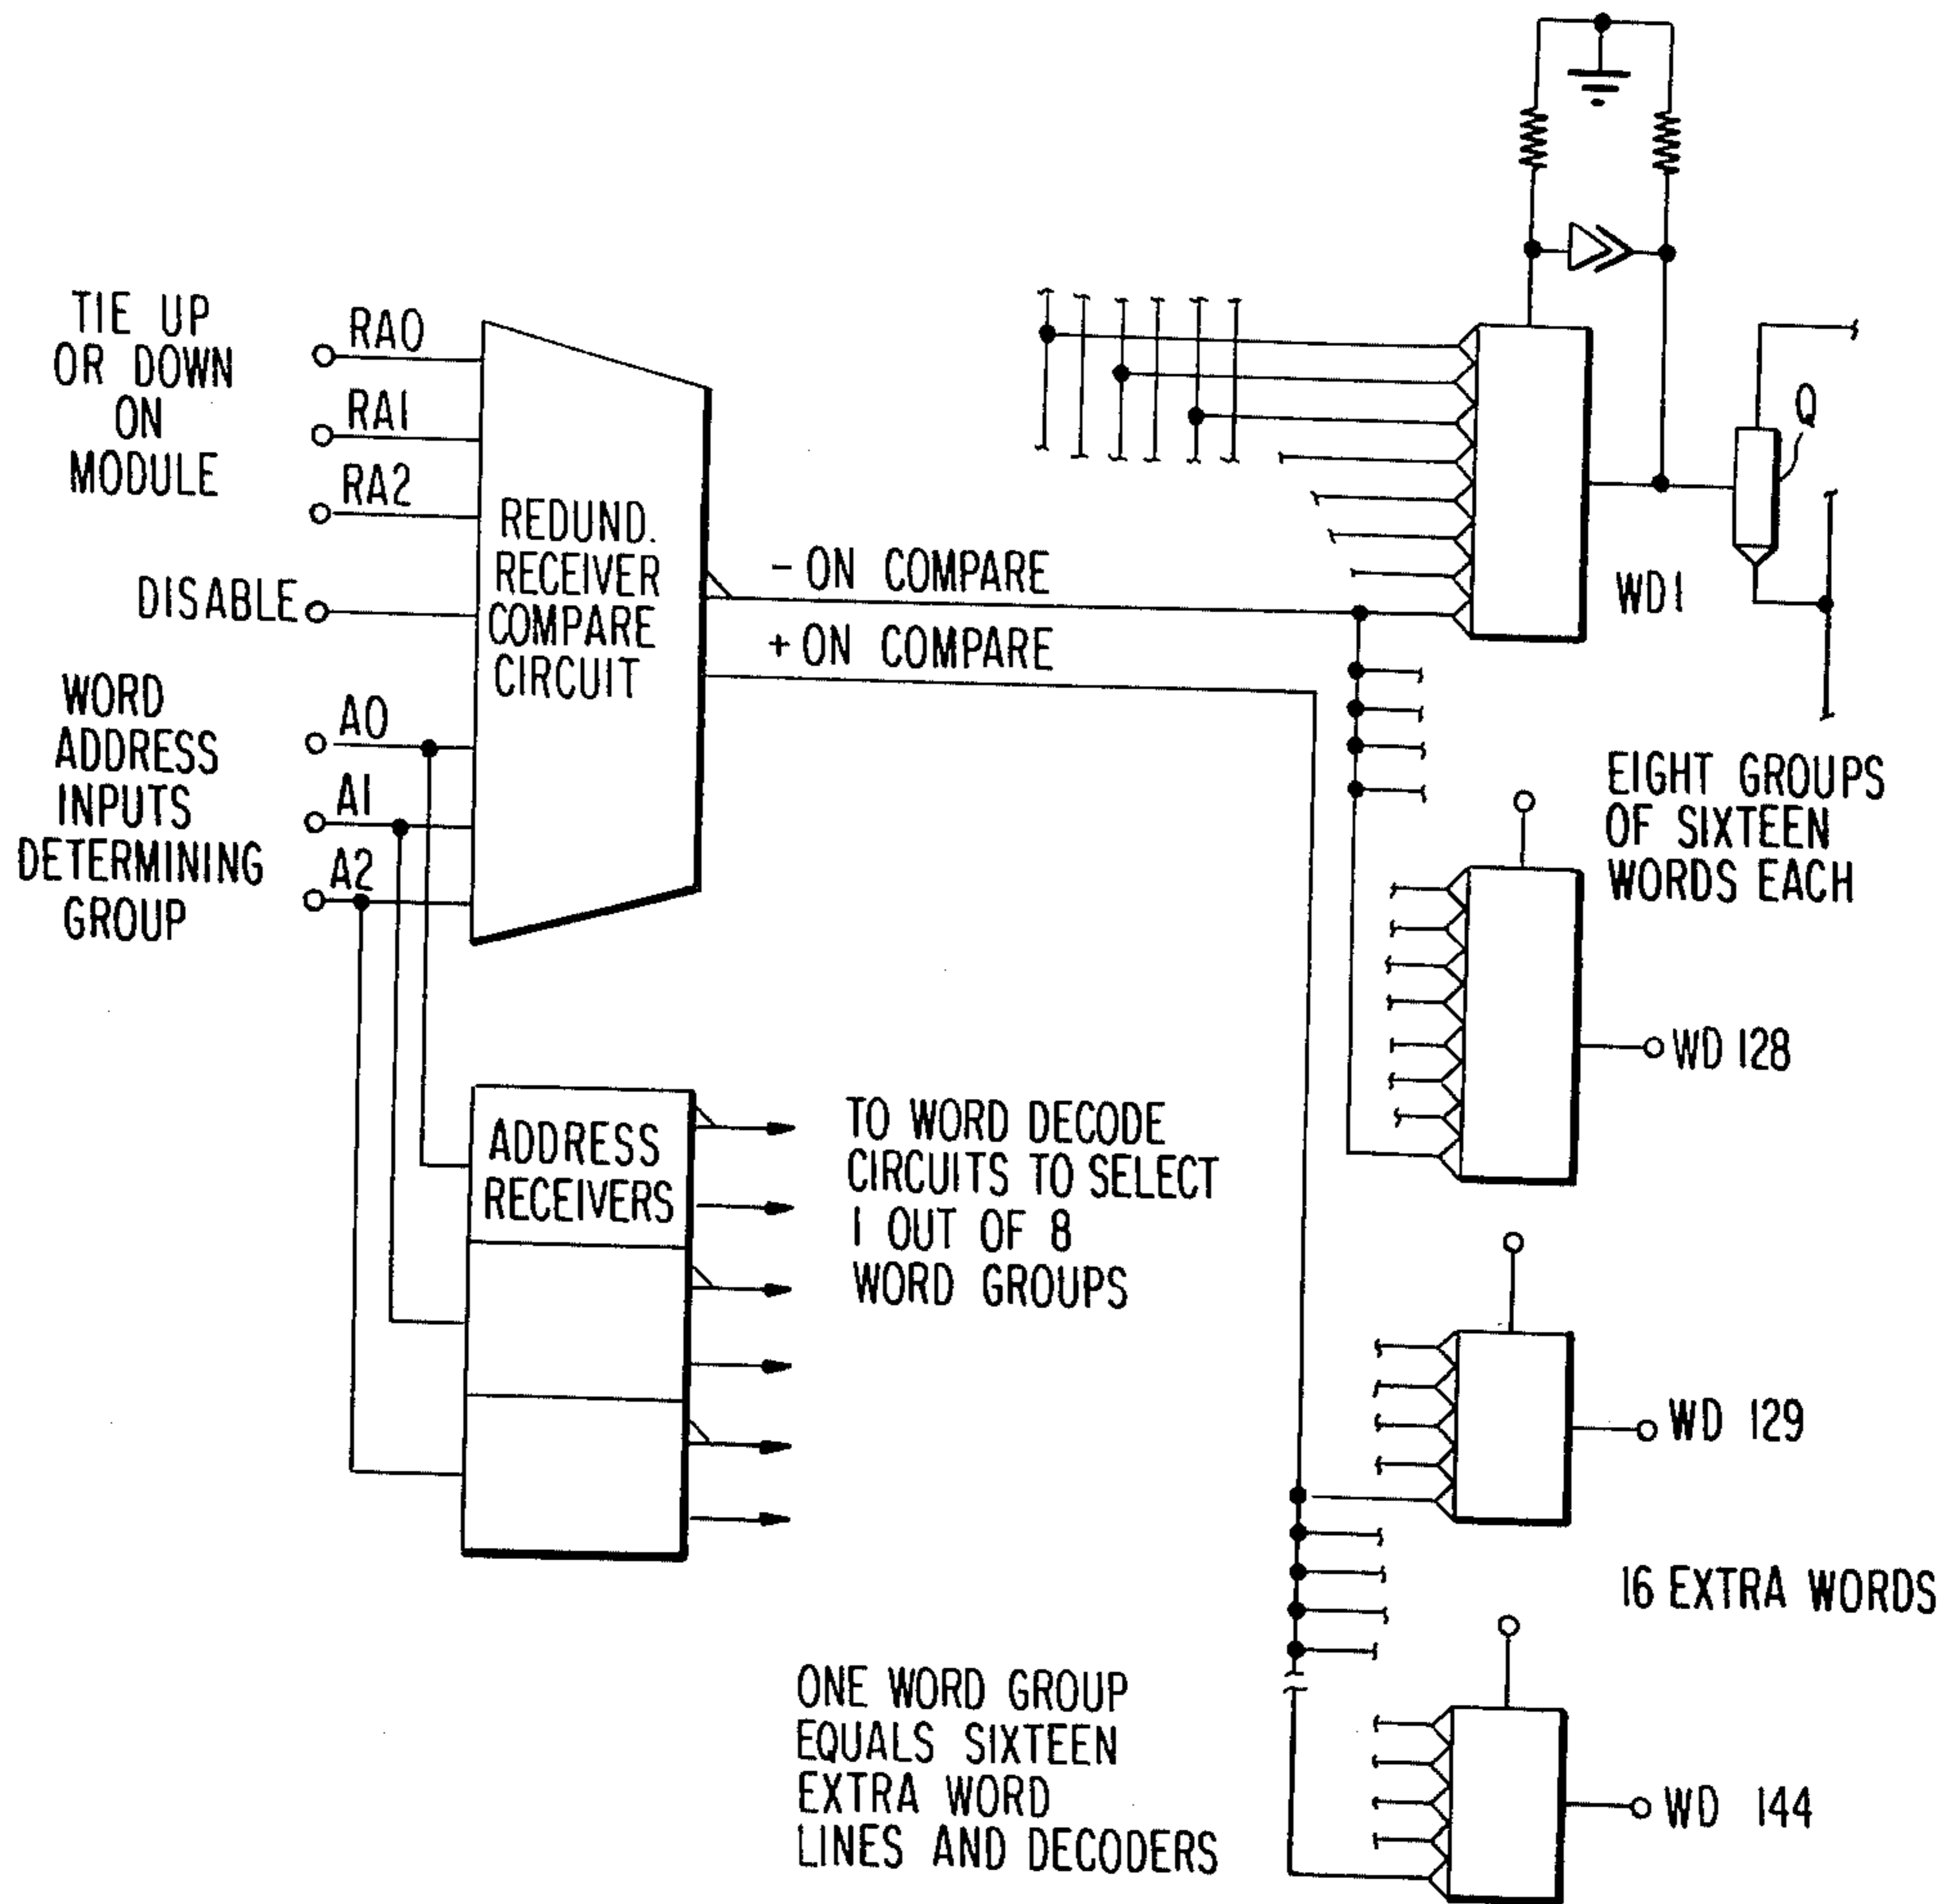 TIE UP
OR DOWN
ON
MODULE
RA0
RA1
RA2
DISABLE
WORD
ADDRESS
INPUTS
DETERMINING
GROUP
A0
A1
A2
REDUND.
RECEIVER
COMPARE
CIRCUIT
- ON COMPARE
+ ON COMPARE
WD1
Q
EIGHT GROUPS
OF SIXTEEN
WORDS EACH
WD 128
ADDRESS
RECEIVERS
TO WORD DECODE
CIRCUITS TO SELECT
1 OUT OF 8
WORD GROUPS
WD 129
16 EXTRA WORDS
ONE WORD GROUP
EQUALS SIXTEEN
EXTRA WORD
LINES AND DECODERS
WD 144